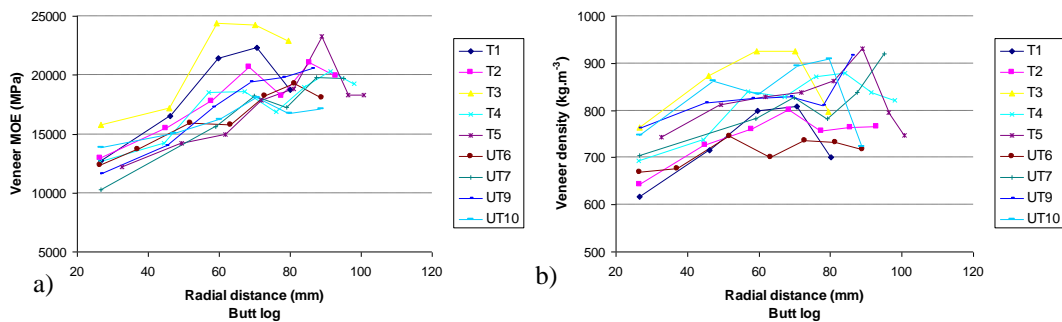 25000
20000
15000
10000
5000
Veneer MOE (MPa)
20 40 60 80 100 120
Radial distance (mm)
Butt log
a)
T1
T2
T3
T4
T5
UT6
UT7
UT9
UT10
1000
900
800
700
600
500
Veneer density (kg.m⁻³)
20 40 60 80 100 120
Radial distance (mm)
Butt log
b)
T1
T2
T3
T4
T5
UT6
UT7
UT9
UT10